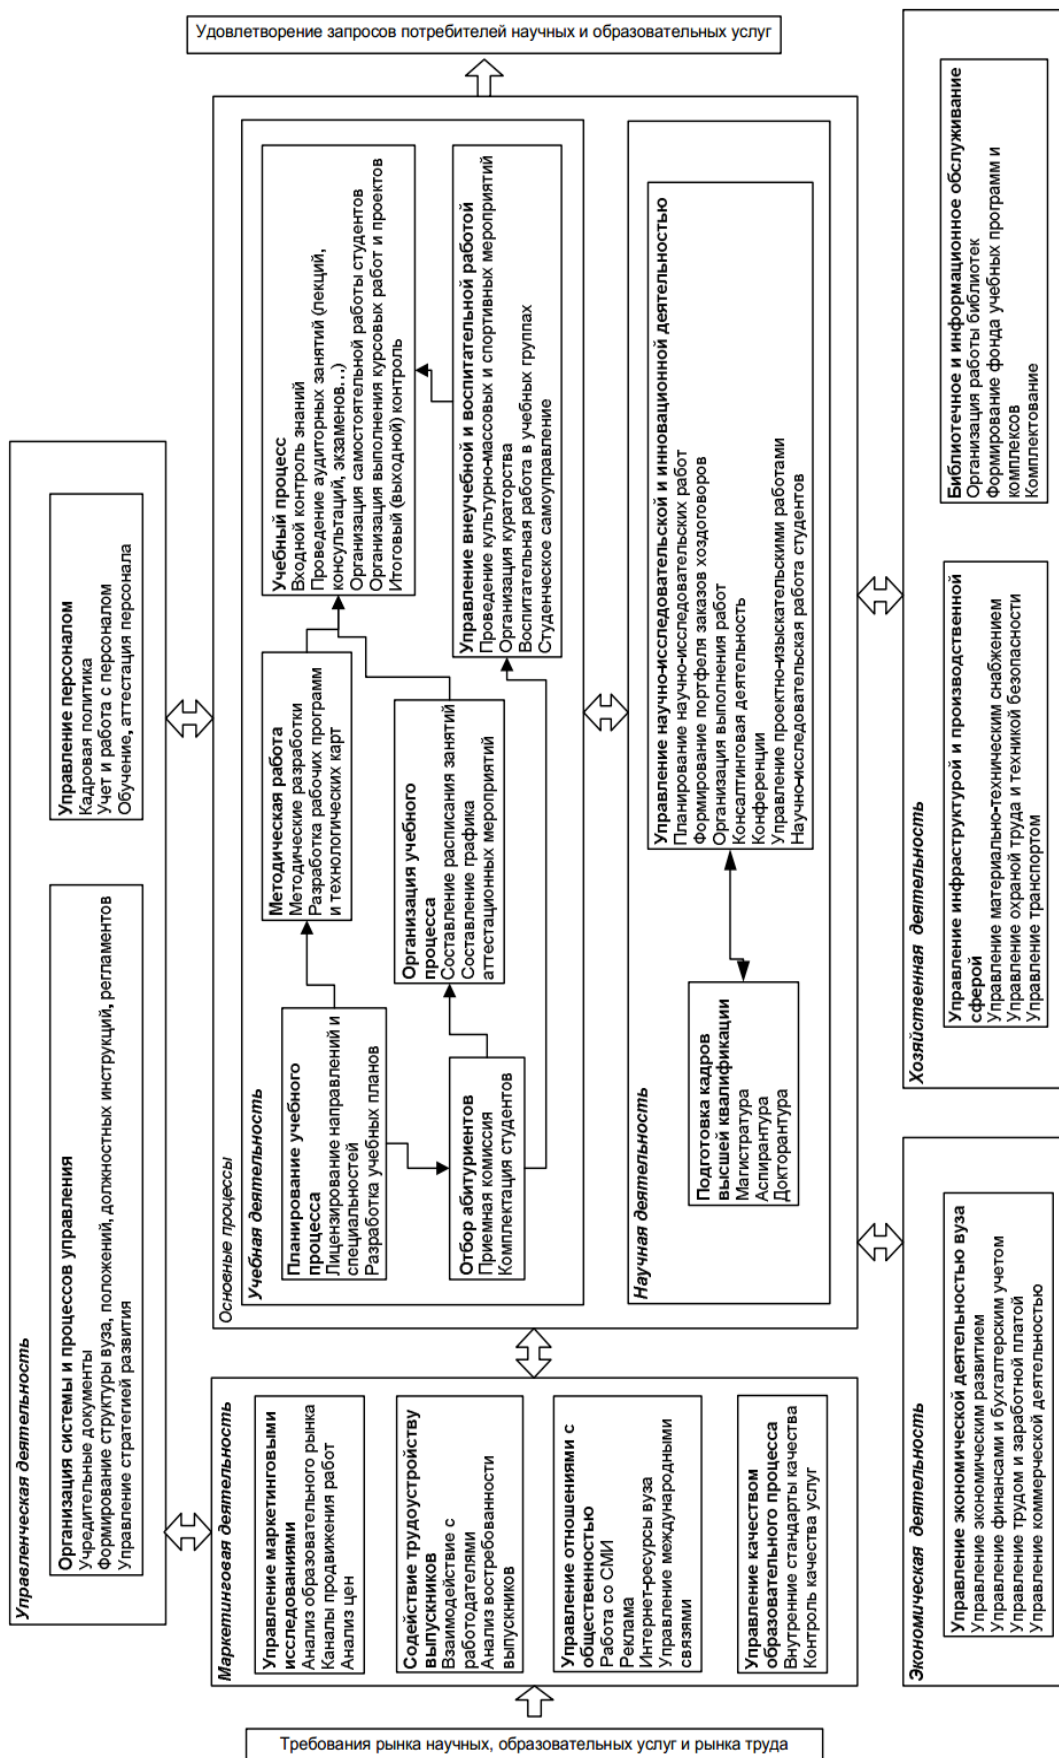 Удовлетворение запросов потребителей научных и образовательных услуг
Управленческая деятельность
Организация системы и процессов управления
Учредительные документы
Формирование структуры вуза, положений, должностных инструкций, регламентов
Управление стратегией развития
Управление персоналом
Кадровая политика
Учет и работа с персоналом
Обучение, аттестация персонала
Маркетинговая деятельность
Управление маркетинговыми
исследованиями
Анализ образовательного рынка
Каналы продвижения работ
Анализ цен
Содействие трудоустройству
выпускников
Взаимодействие с
работодателями
Анализ востребованности
выпускников
Управление отношениями с
общественностью
Работа со СМИ
Реклама
Интернет-ресурсы вуза
Управление международными
связями
Управление качеством
образовательного процесса
Внутренние стандарты качества
Контроль качества услуг
Основные процессы
Учебная деятельность
Планирование учебного
процесса
Лицензирование направлений и
специальностей
Разработка учебных планов
Методическая работа
Методические разработки
Разработка рабочих программ
и технологических карт
Учебный процесс
Входной контроль знаний
Проведение аудиторных занятий (лекций,
консультаций, экзаменов...)
Организация самостоятельной работы студентов
Организация выполнения курсовых работ и проектов
Итоговый (выходной) контроль
Отбор абитуриентов
Приемная комиссия
Комплектация студентов
Организация учебного
процесса
Составление расписания занятий
Составление графика
аттестационных мероприятий
Управление внеучебной и воспитательной работой
Проведение культурно-массовых и спортивных мероприятий
Организация кураторства
Воспитательная работа в учебных группах
Студенческое самоуправление
Научная деятельность
Подготовка кадров
высшей квалификации
Магистратура
Аспирантура
Докторантура
Управление научно-исследовательской и инновационной деятельностью
Планирование научно-исследовательских работ
Формирование портфеля заказов хоздоговоров
Организация выполнения работ
Консалтинговая деятельность
Конференции
Управление проектно-изыскательскими работами
Научно-исследовательская работа студентов
Экономическая деятельность
Управление экономической деятельностью вуза
Управление экономическим развитием
Управление финансами и бухгалтерским учетом
Управление трудом и заработной платой
Управление коммерческой деятельностью
Хозяйственная деятельность
Управление инфраструктурой и производственной
сферой
Управление материально-техническим снабжением
Управление охраной труда и техникой безопасности
Управление транспортом
Библиотечное и информационное обслуживание
Организация работы библиотек
Формирование фонда учебных программ и
комплексов
Комплектование
Требования рынка научных, образовательных услуг и рынка труда